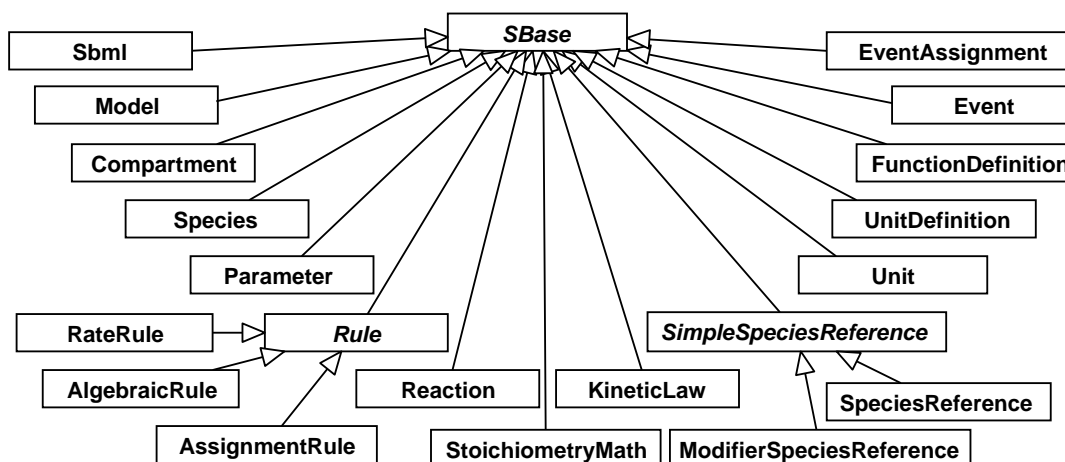 SBase
Sbml
EventAssignment
Model
Event
Compartment
FunctionDefinition
Species
UnitDefinition
Parameter
Unit
RateRule
Rule
SimpleSpeciesReference
AlgebraicRule
Reaction
KineticLaw
SpeciesReference
AssignmentRule
StoichiometryMath
ModifierSpeciesReference